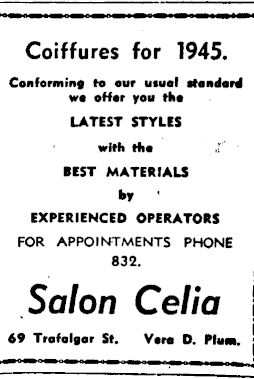 Coiffures for 1945.
Conforming to our usual standard
we offer you the
LATEST STYLES
with the
BEST MATERIALS
by
EXPERIENCED OPERATORS
FOR APPOINTMENTS PHONE
832.
Salon Celia
69 Trafalgar St. Vera D. Plum.